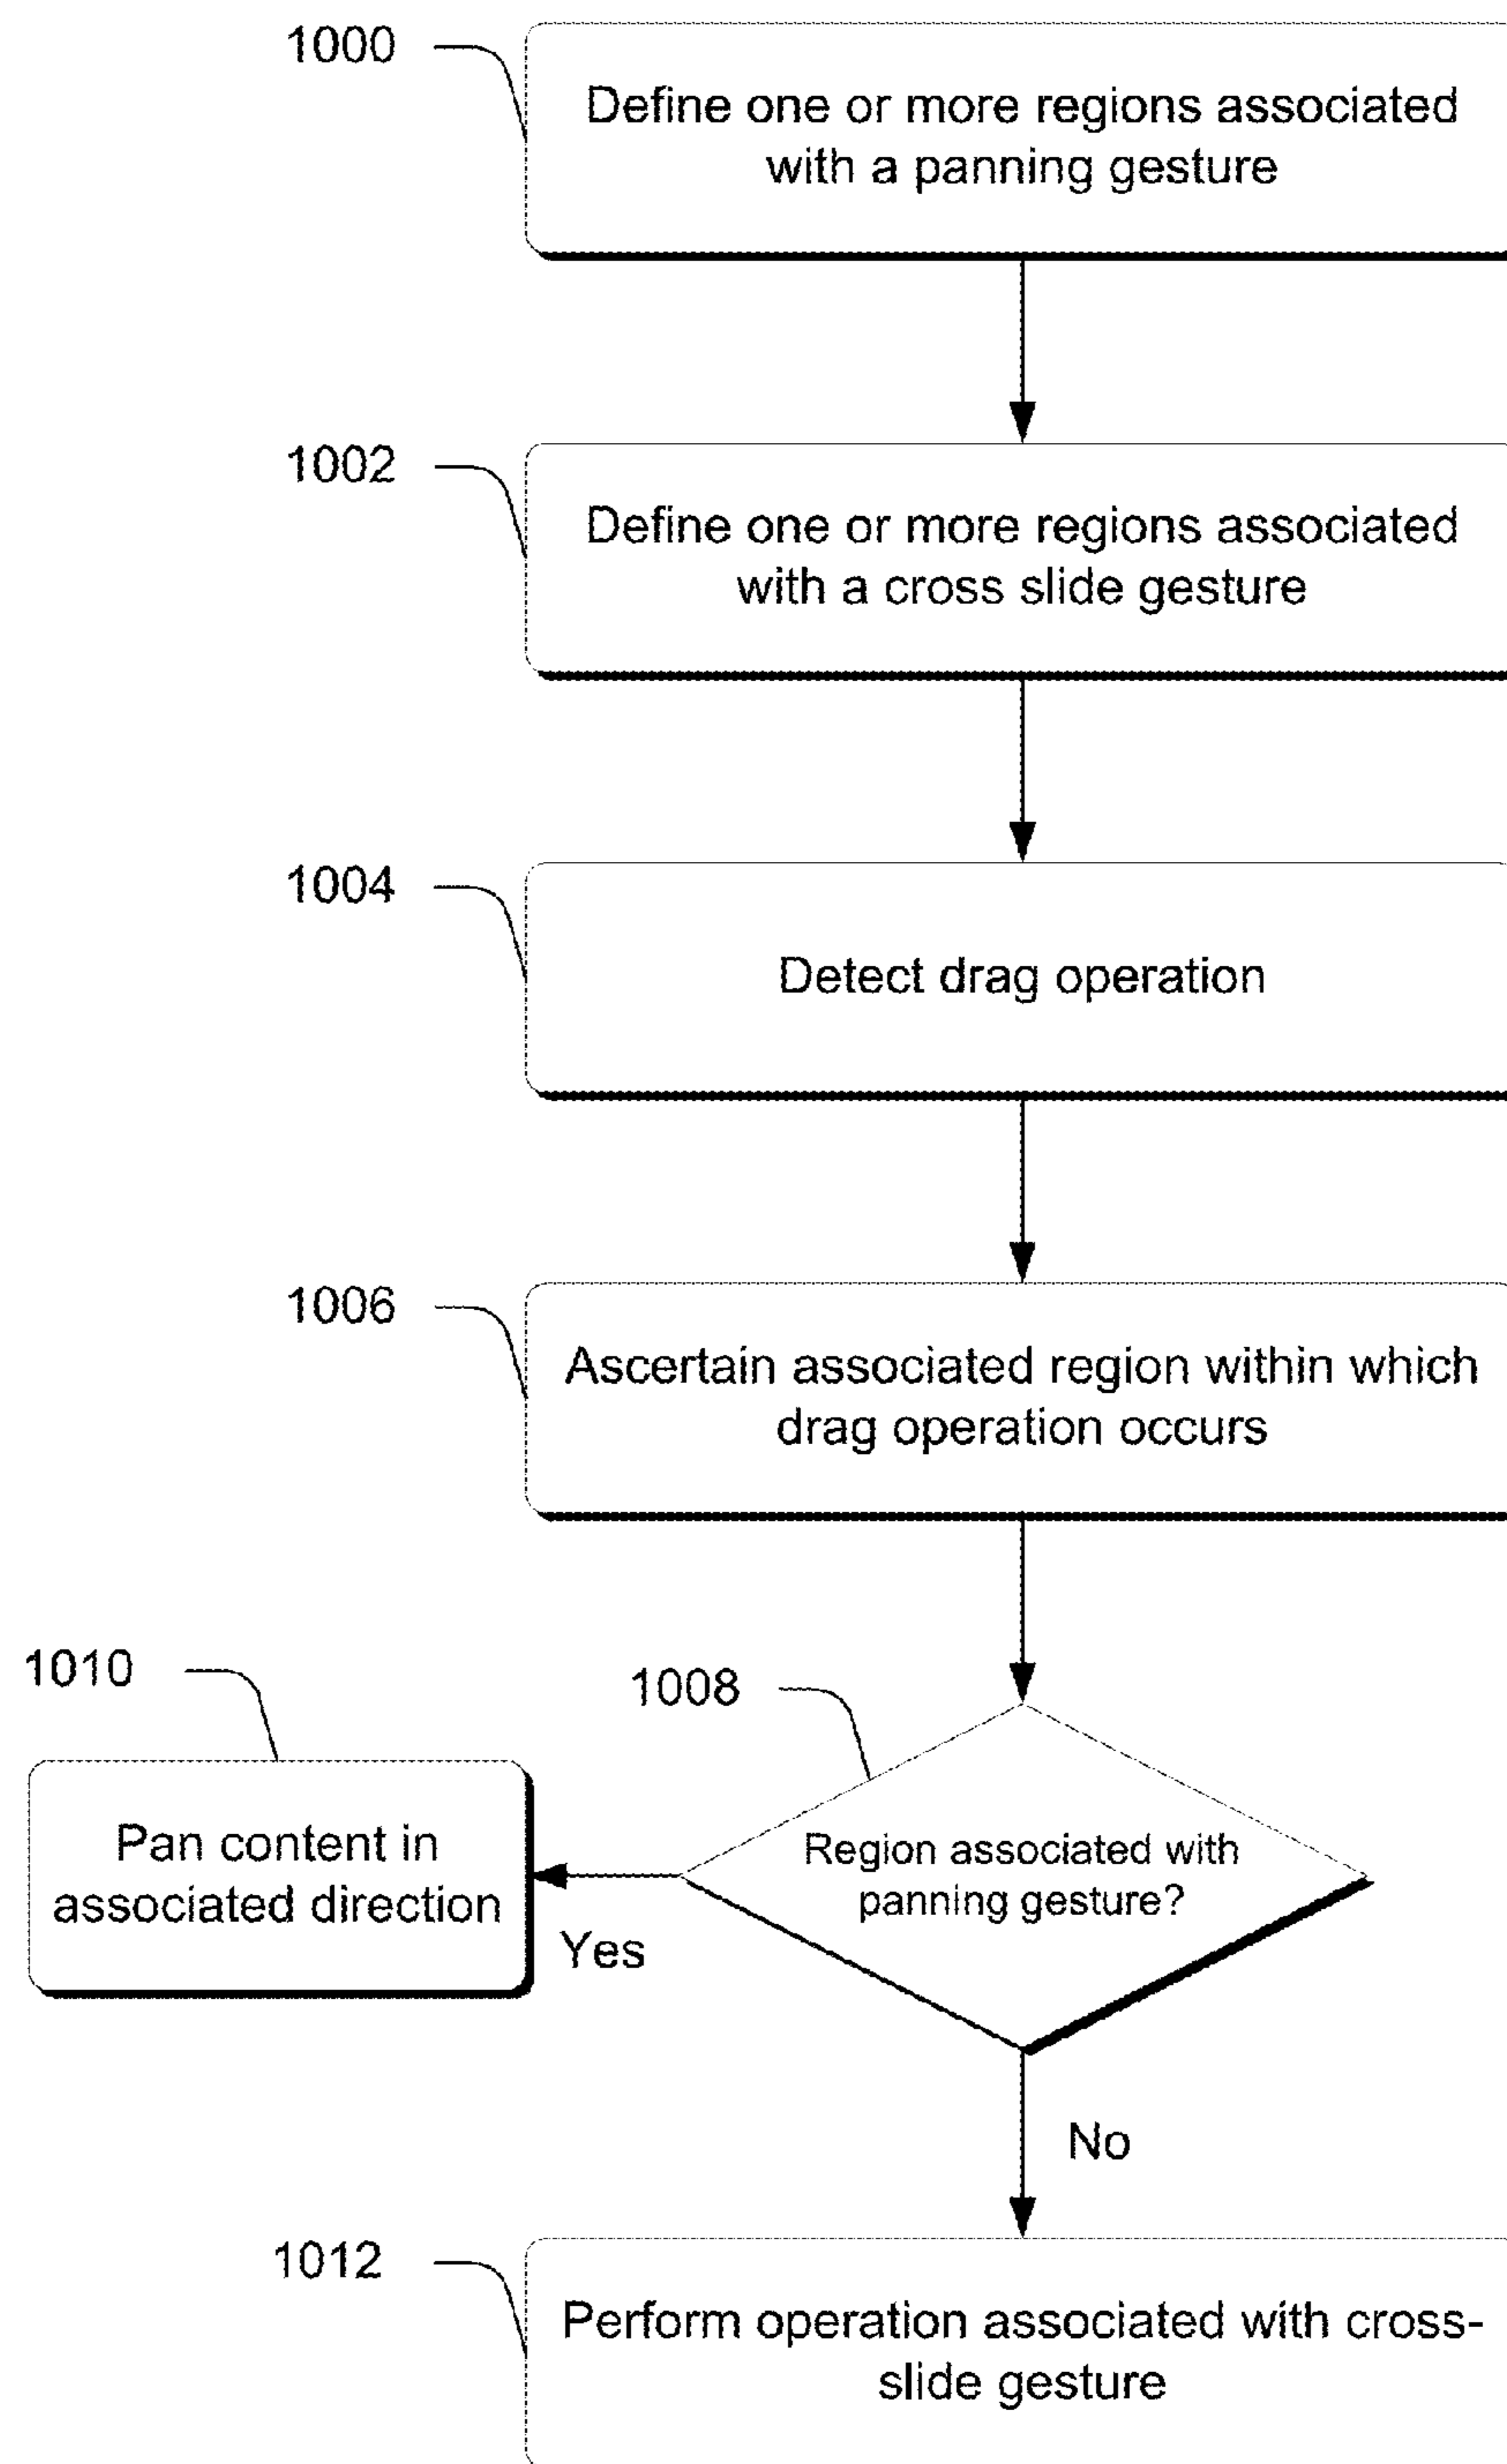 1000
Define one or more regions associated
with a panning gesture
1002
Define one or more regions associated
with a cross slide gesture
1004
Detect drag operation
1006
Ascertain associated region within which
drag operation occurs
1010
1008
Pan content in
associated direction
Region associated with
panning gesture?
Yes
No
1012
Perform operation associated with cross-
slide gesture